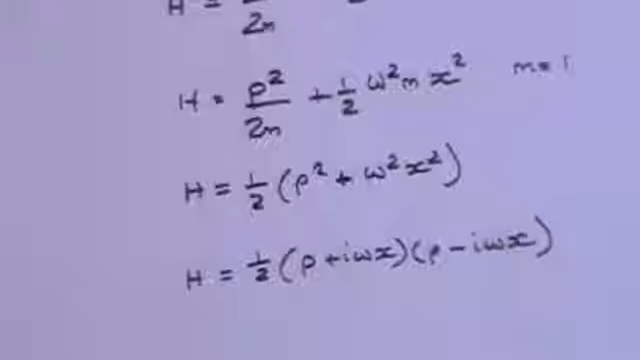 H =  / 2m
H = p²/2m + 1/2 ω²m x²   m = 1
H = 1/2 (p² + ω²x²)
H = 1/2 (p + iωx)(p - iωx)